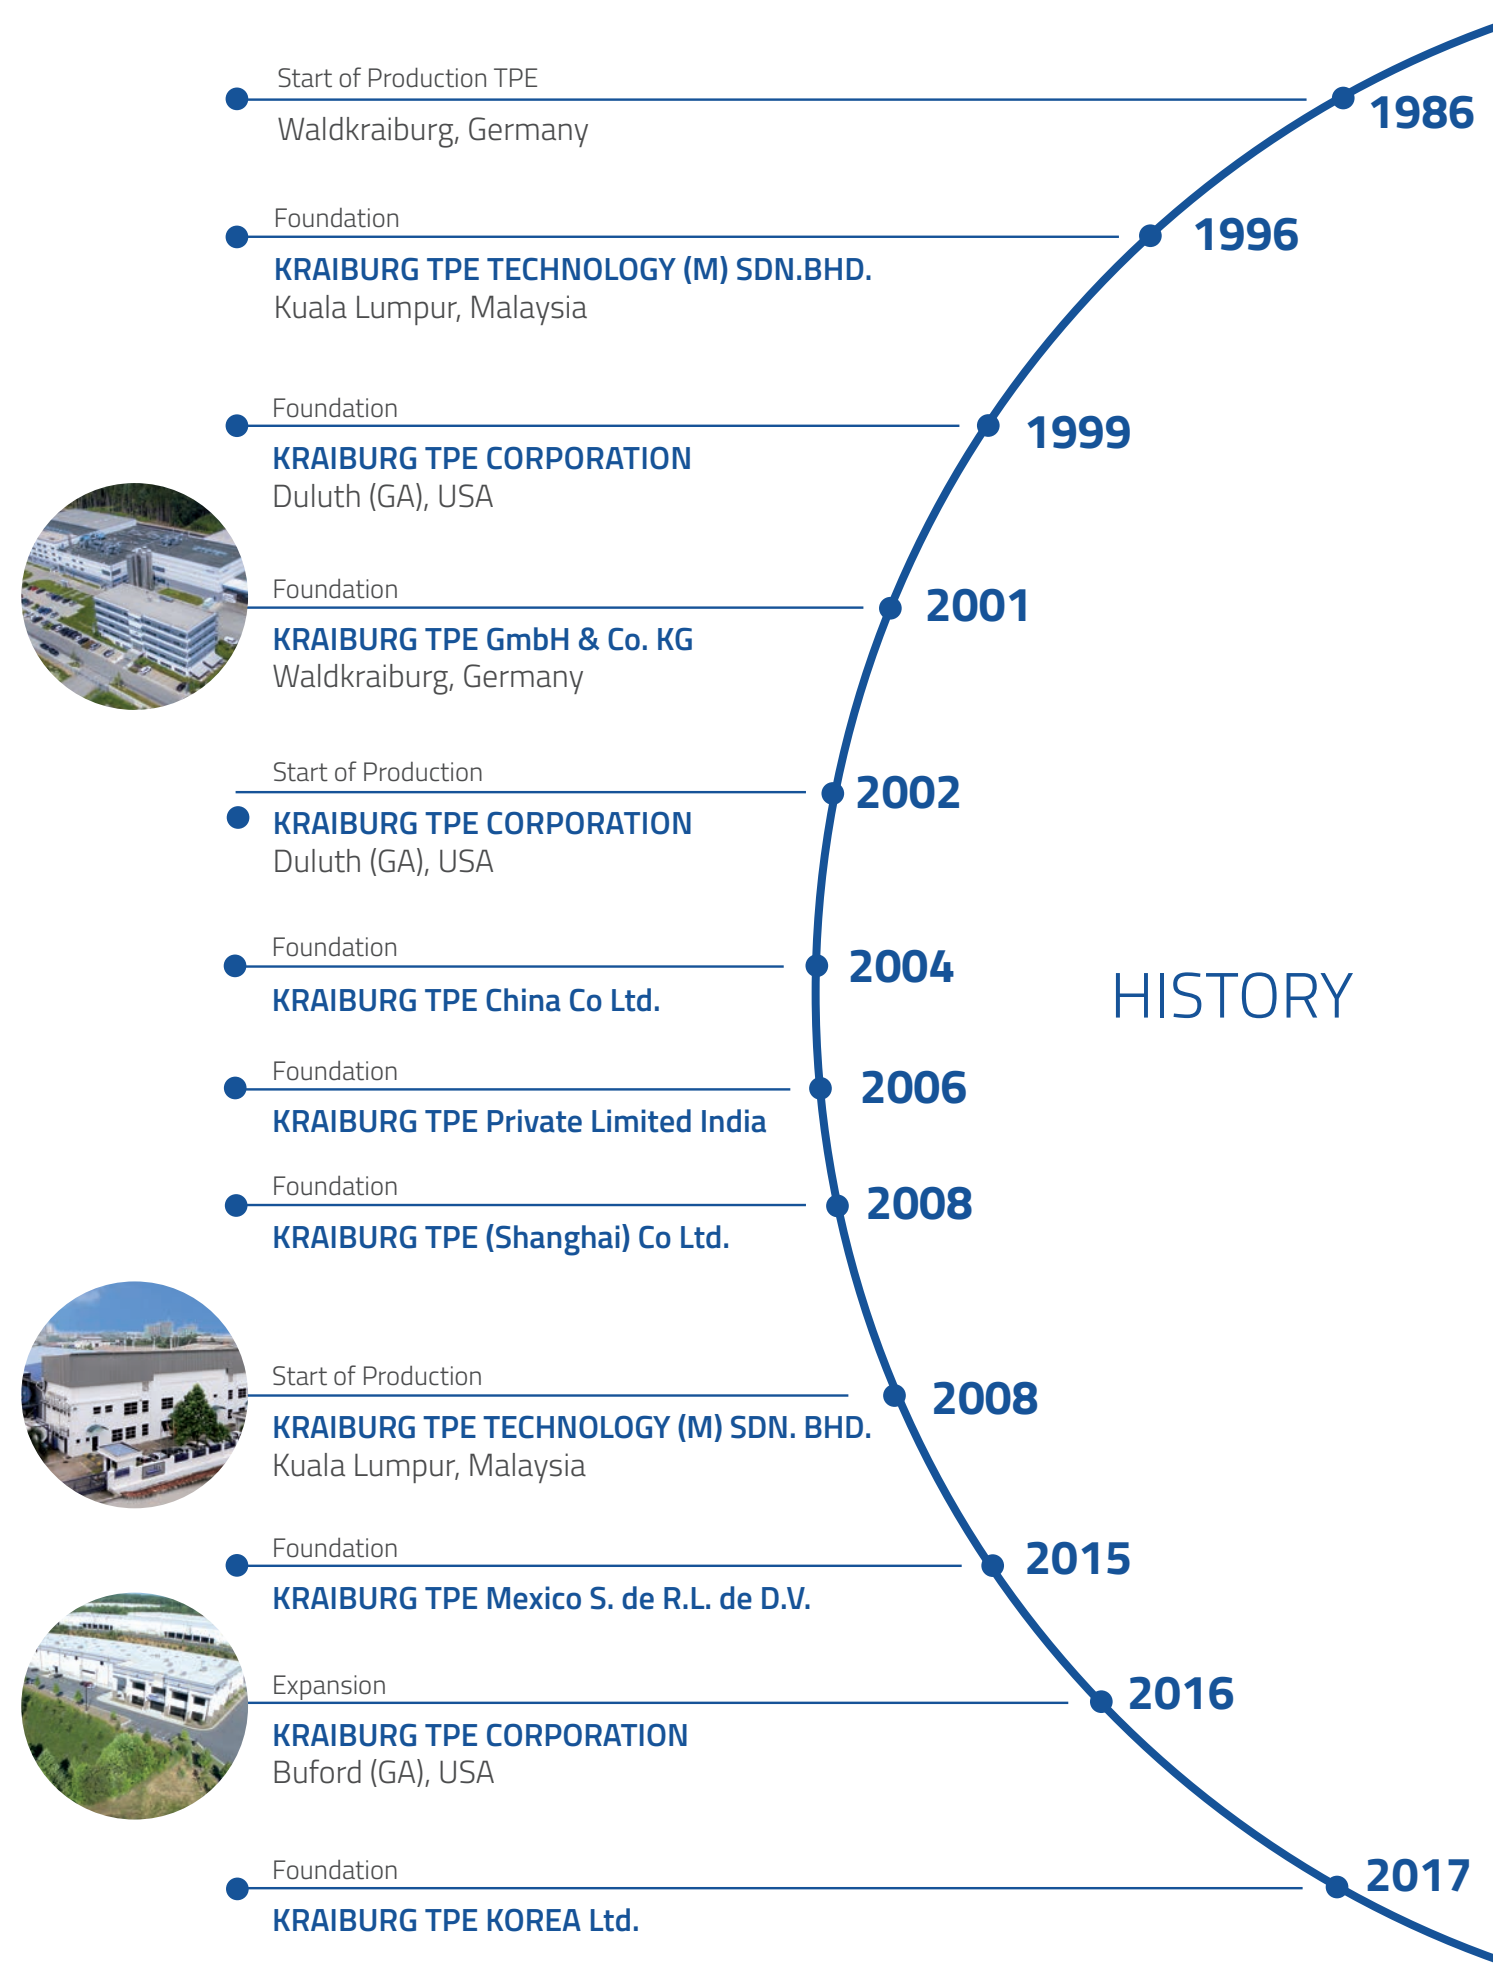 Start of Production TPE
1986
Waldkraiburg, Germany
Foundation
1996
KRAIBURG TPE TECHNOLOGY (M) SDN.BHD.
Kuala Lumpur, Malaysia
Foundation
1999
KRAIBURG TPE CORPORATION
Duluth (GA), USA
Foundation
2001
KRAIBURG TPE GmbH & Co. KG
Waldkraiburg, Germany
Start of Production
2002
KRAIBURG TPE CORPORATION
Duluth (GA), USA
Foundation
2004
KRAIBURG TPE China Co Ltd.
HISTORY
Foundation
2006
KRAIBURG TPE Private Limited India
Foundation
2008
KRAIBURG TPE (Shanghai) Co Ltd.
Start of Production
2008
KRAIBURG TPE TECHNOLOGY (M) SDN. BHD.
Kuala Lumpur, Malaysia
Foundation
2015
KRAIBURG TPE Mexico S. de R.L. de D.V.
Expansion
2016
KRAIBURG TPE CORPORATION
Buford (GA), USA
Foundation
2017
KRAIBURG TPE KOREA Ltd.